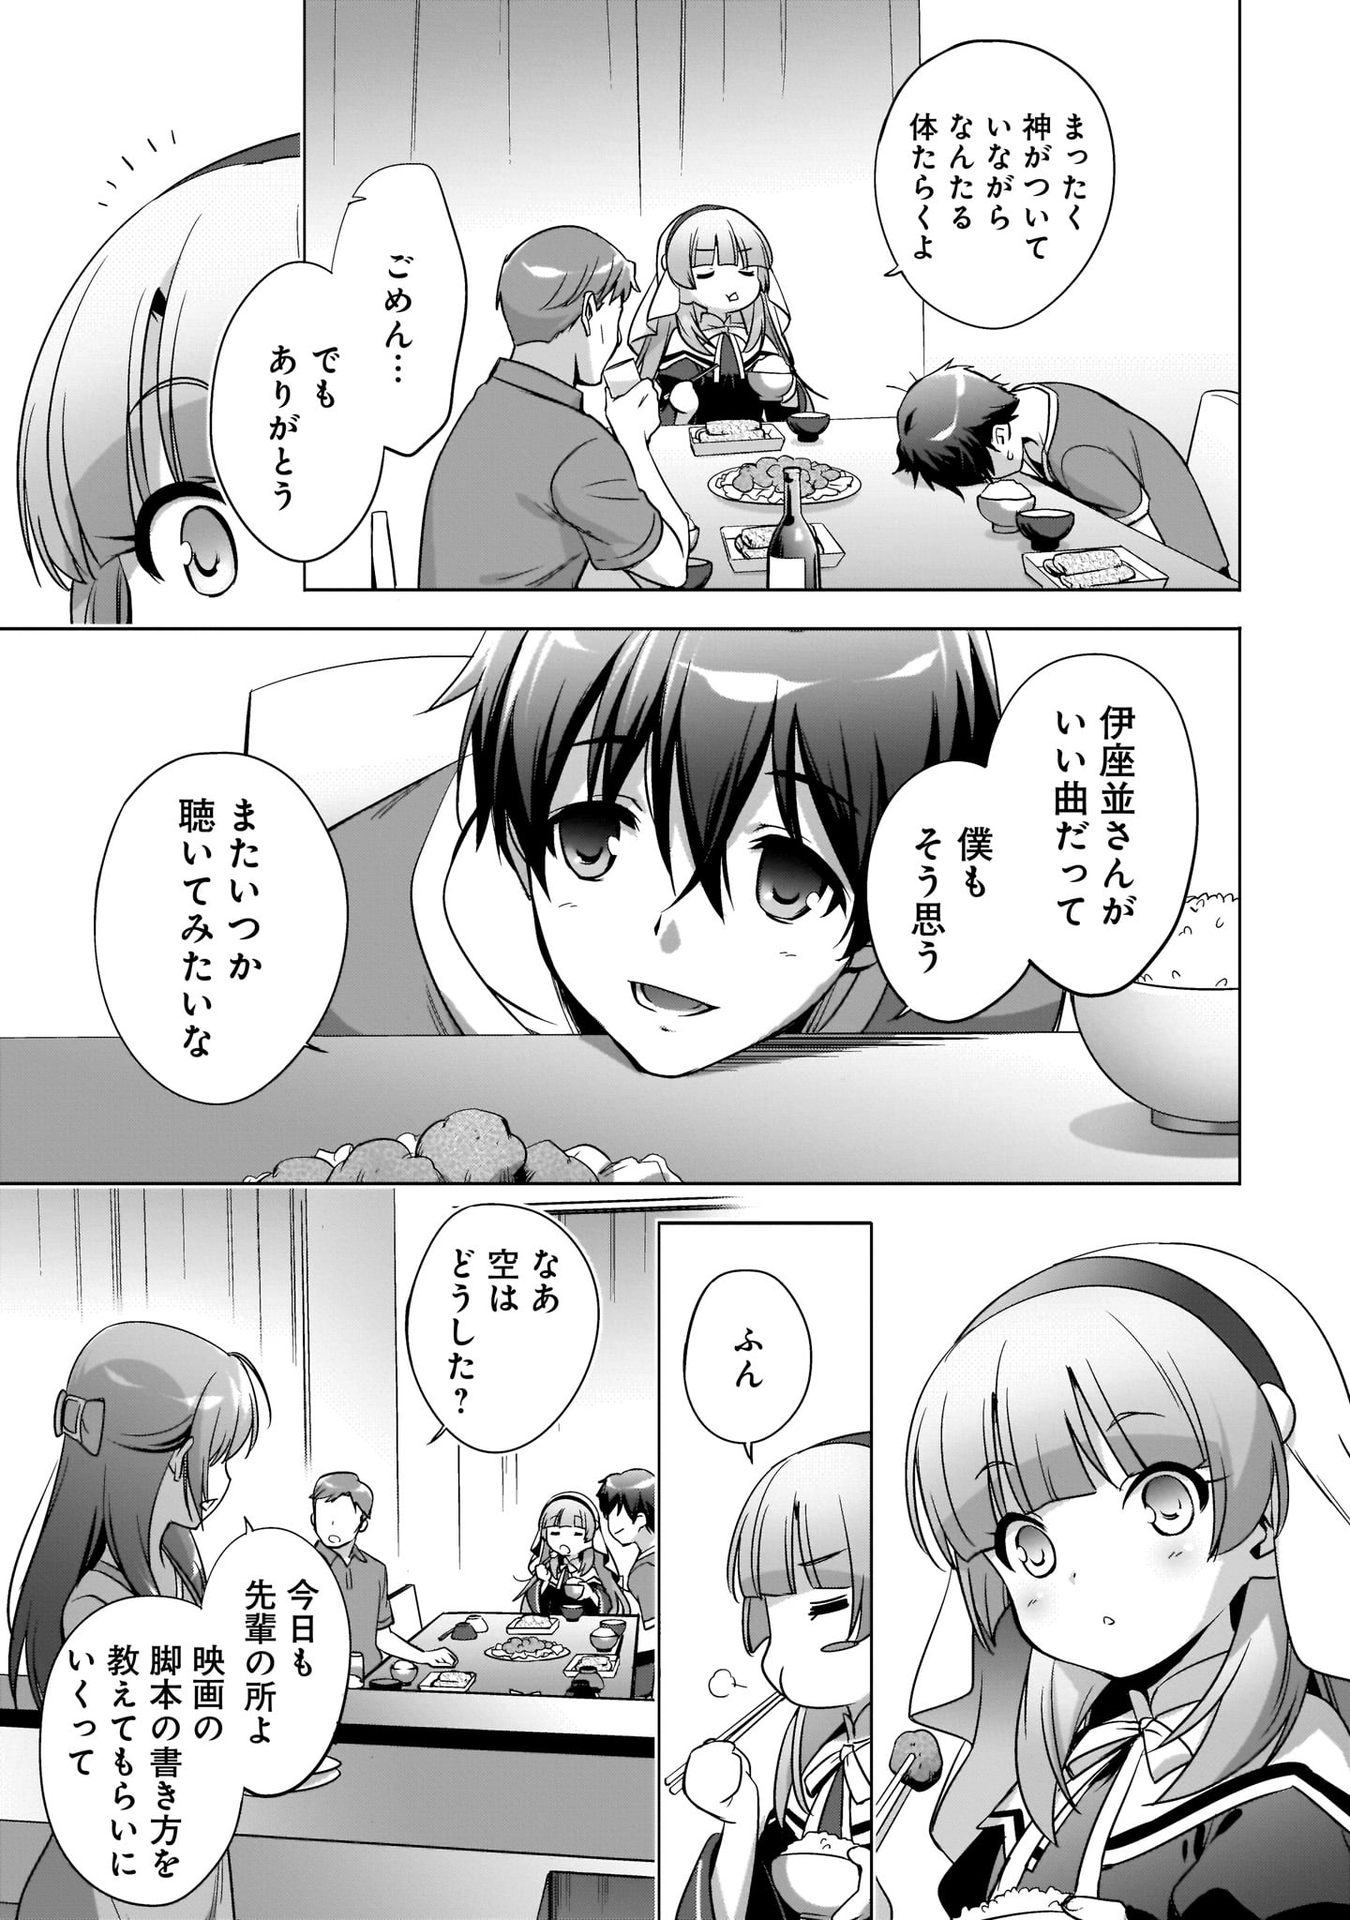 まったく
神がついて
いながら
なんたる
体たらくよ
ごめん…
でも
ありがとう
伊座並さんが
いい曲だって
僕も
そう思う
またいつか
聴いてみたいな
ふん
なあ
空は
どうした?
今日も
先輩の所よ
映画の
脚本の書き方を
教えてもらいに
いくって